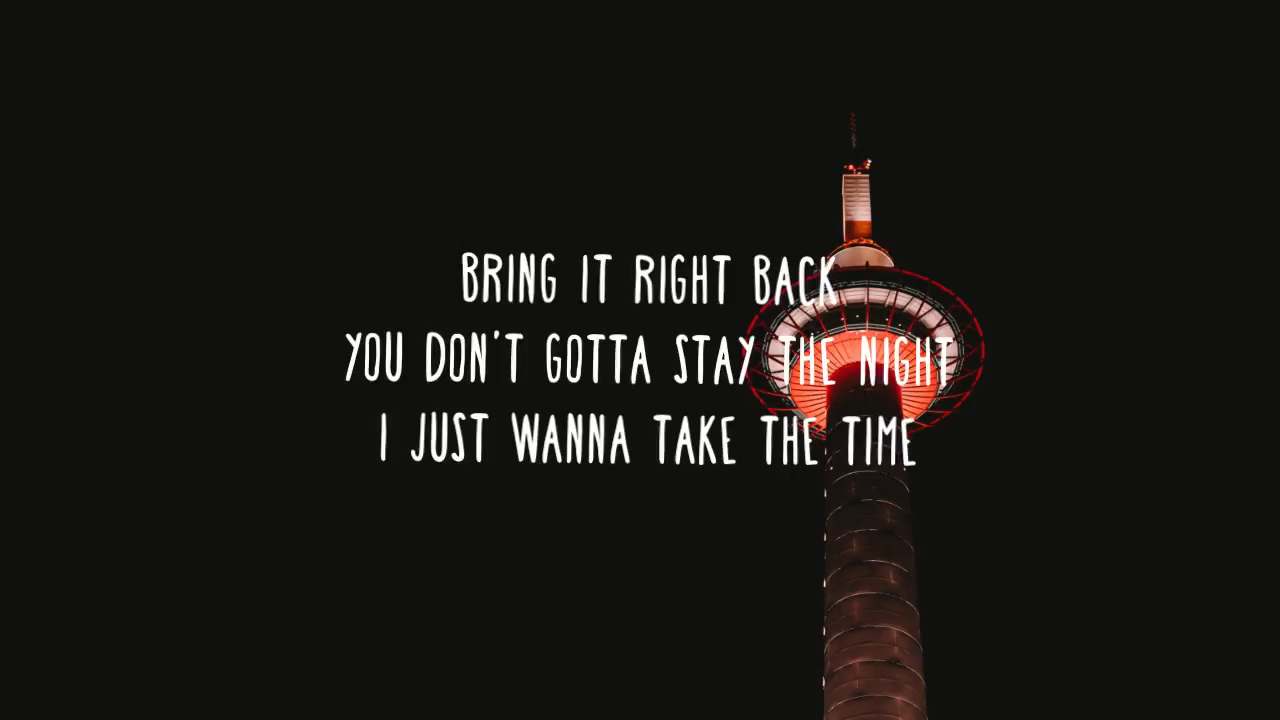 BRING IT RIGHT BACK
YOU DON'T GOTTA STAY THE NIGHT
I JUST WANNA TAKE THE TIME